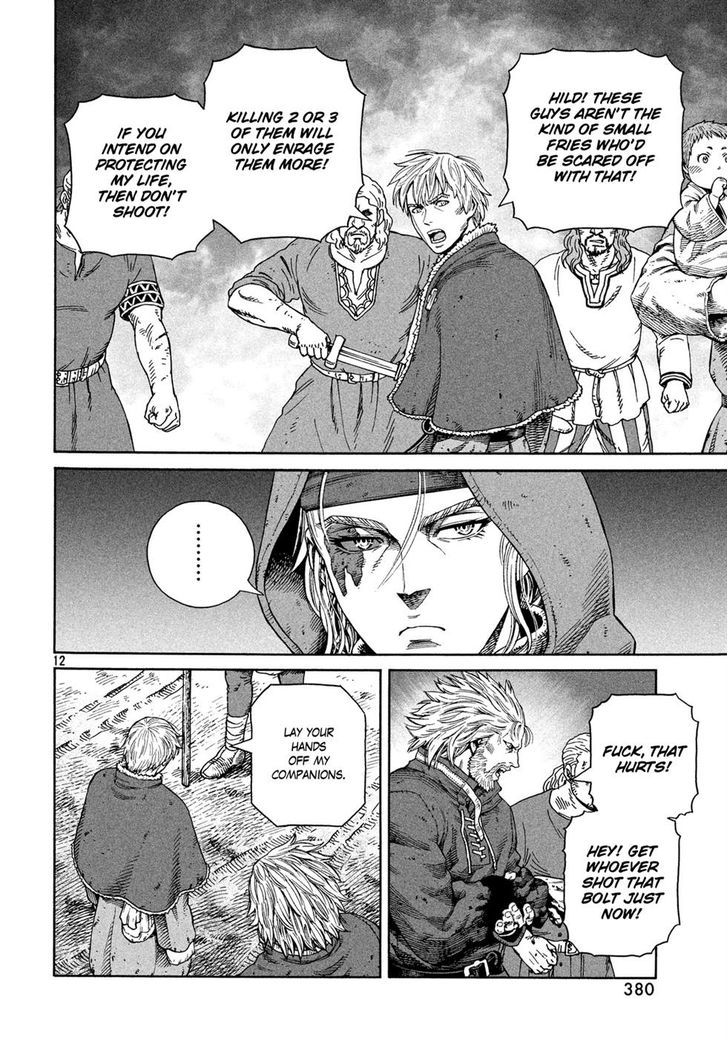 HILD! THESE
GUYS AREN'T THE
KIND OF SMALL
FRIES WHO'D
BE SCARED OFF
WITH THAT!
KILLING 2 OR 3
OF THEM WILL
ONLY ENRAGE
THEM MORE!
IF YOU
INTEND ON
PROTECTING
MY LIFE,
THEN DON'T
SHOOT!
........
12
FUCK, THAT
HURTS!
HEY! GET
WHOEVER
SHOT THAT
BOLT JUST
NOW!
LAY YOUR
HANDS
OFF MY
COMPANIONS.
380